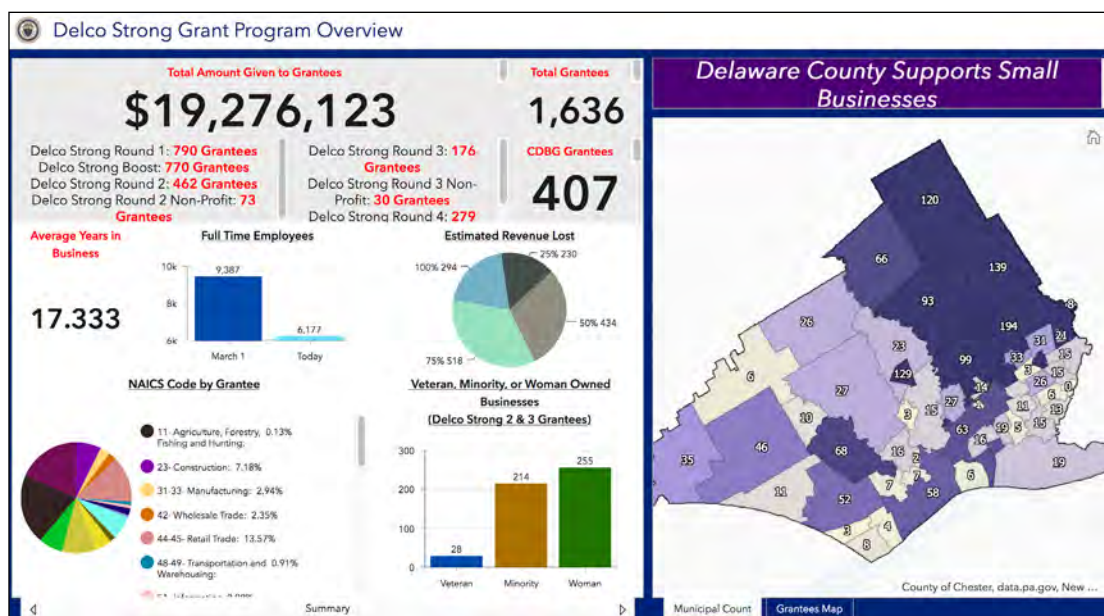 Delco Strong Grant Program Overview
Total Amount Given to Grantees
$19,276,123
Total Grantees
1,636
Delco Strong Round 1: 790 Grantees
Delco Strong Boost: 770 Grantees
Delco Strong Round 2: 462 Grantees
Delco Strong Round 2 Non-Profit: 73
Grantees
Delco Strong Round 3: 176
Grantees
Delco Strong Round 3 Non-
Profit: 30 Grantees
Delco Strong Round 4: 279
CDBG Grantees
407
Average Years in
Business
17.333
Full Time Employees
10k
8k
6k
9,387
6,177
March 1
Today
Estimated Revenue Lost
100% 294
25% 230
50% 434
75% 518
NAICS Code by Grantee
11- Agriculture, Forestry, 0.13%
Fishing and Hunting:
23- Construction: 7.18%
31-33- Manufacturing: 2.94%
42- Wholesale Trade: 2.35%
44-45- Retail Trade: 13.57%
48-49- Transportation and 0.91%
Warehousing:
Veteran, Minority, or Woman Owned
Businesses
(Delco Strong 2 & 3 Grantees)
300
200
100
0
28
214
255
Veteran
Minority
Woman
Summary
Delaware County Supports Small
Businesses
120
66
139
93
8
26
194
31
21
23
99
33
15
3
6
129
14
26
15
0
27
27
6
10
3
15
11
13
63
19
5
15
46
68
16
16
35
2
19
7
7
6
11
52
58
3
4
8
County of Chester, data.pa.gov, New ...
Municipal Count
Grantees Map